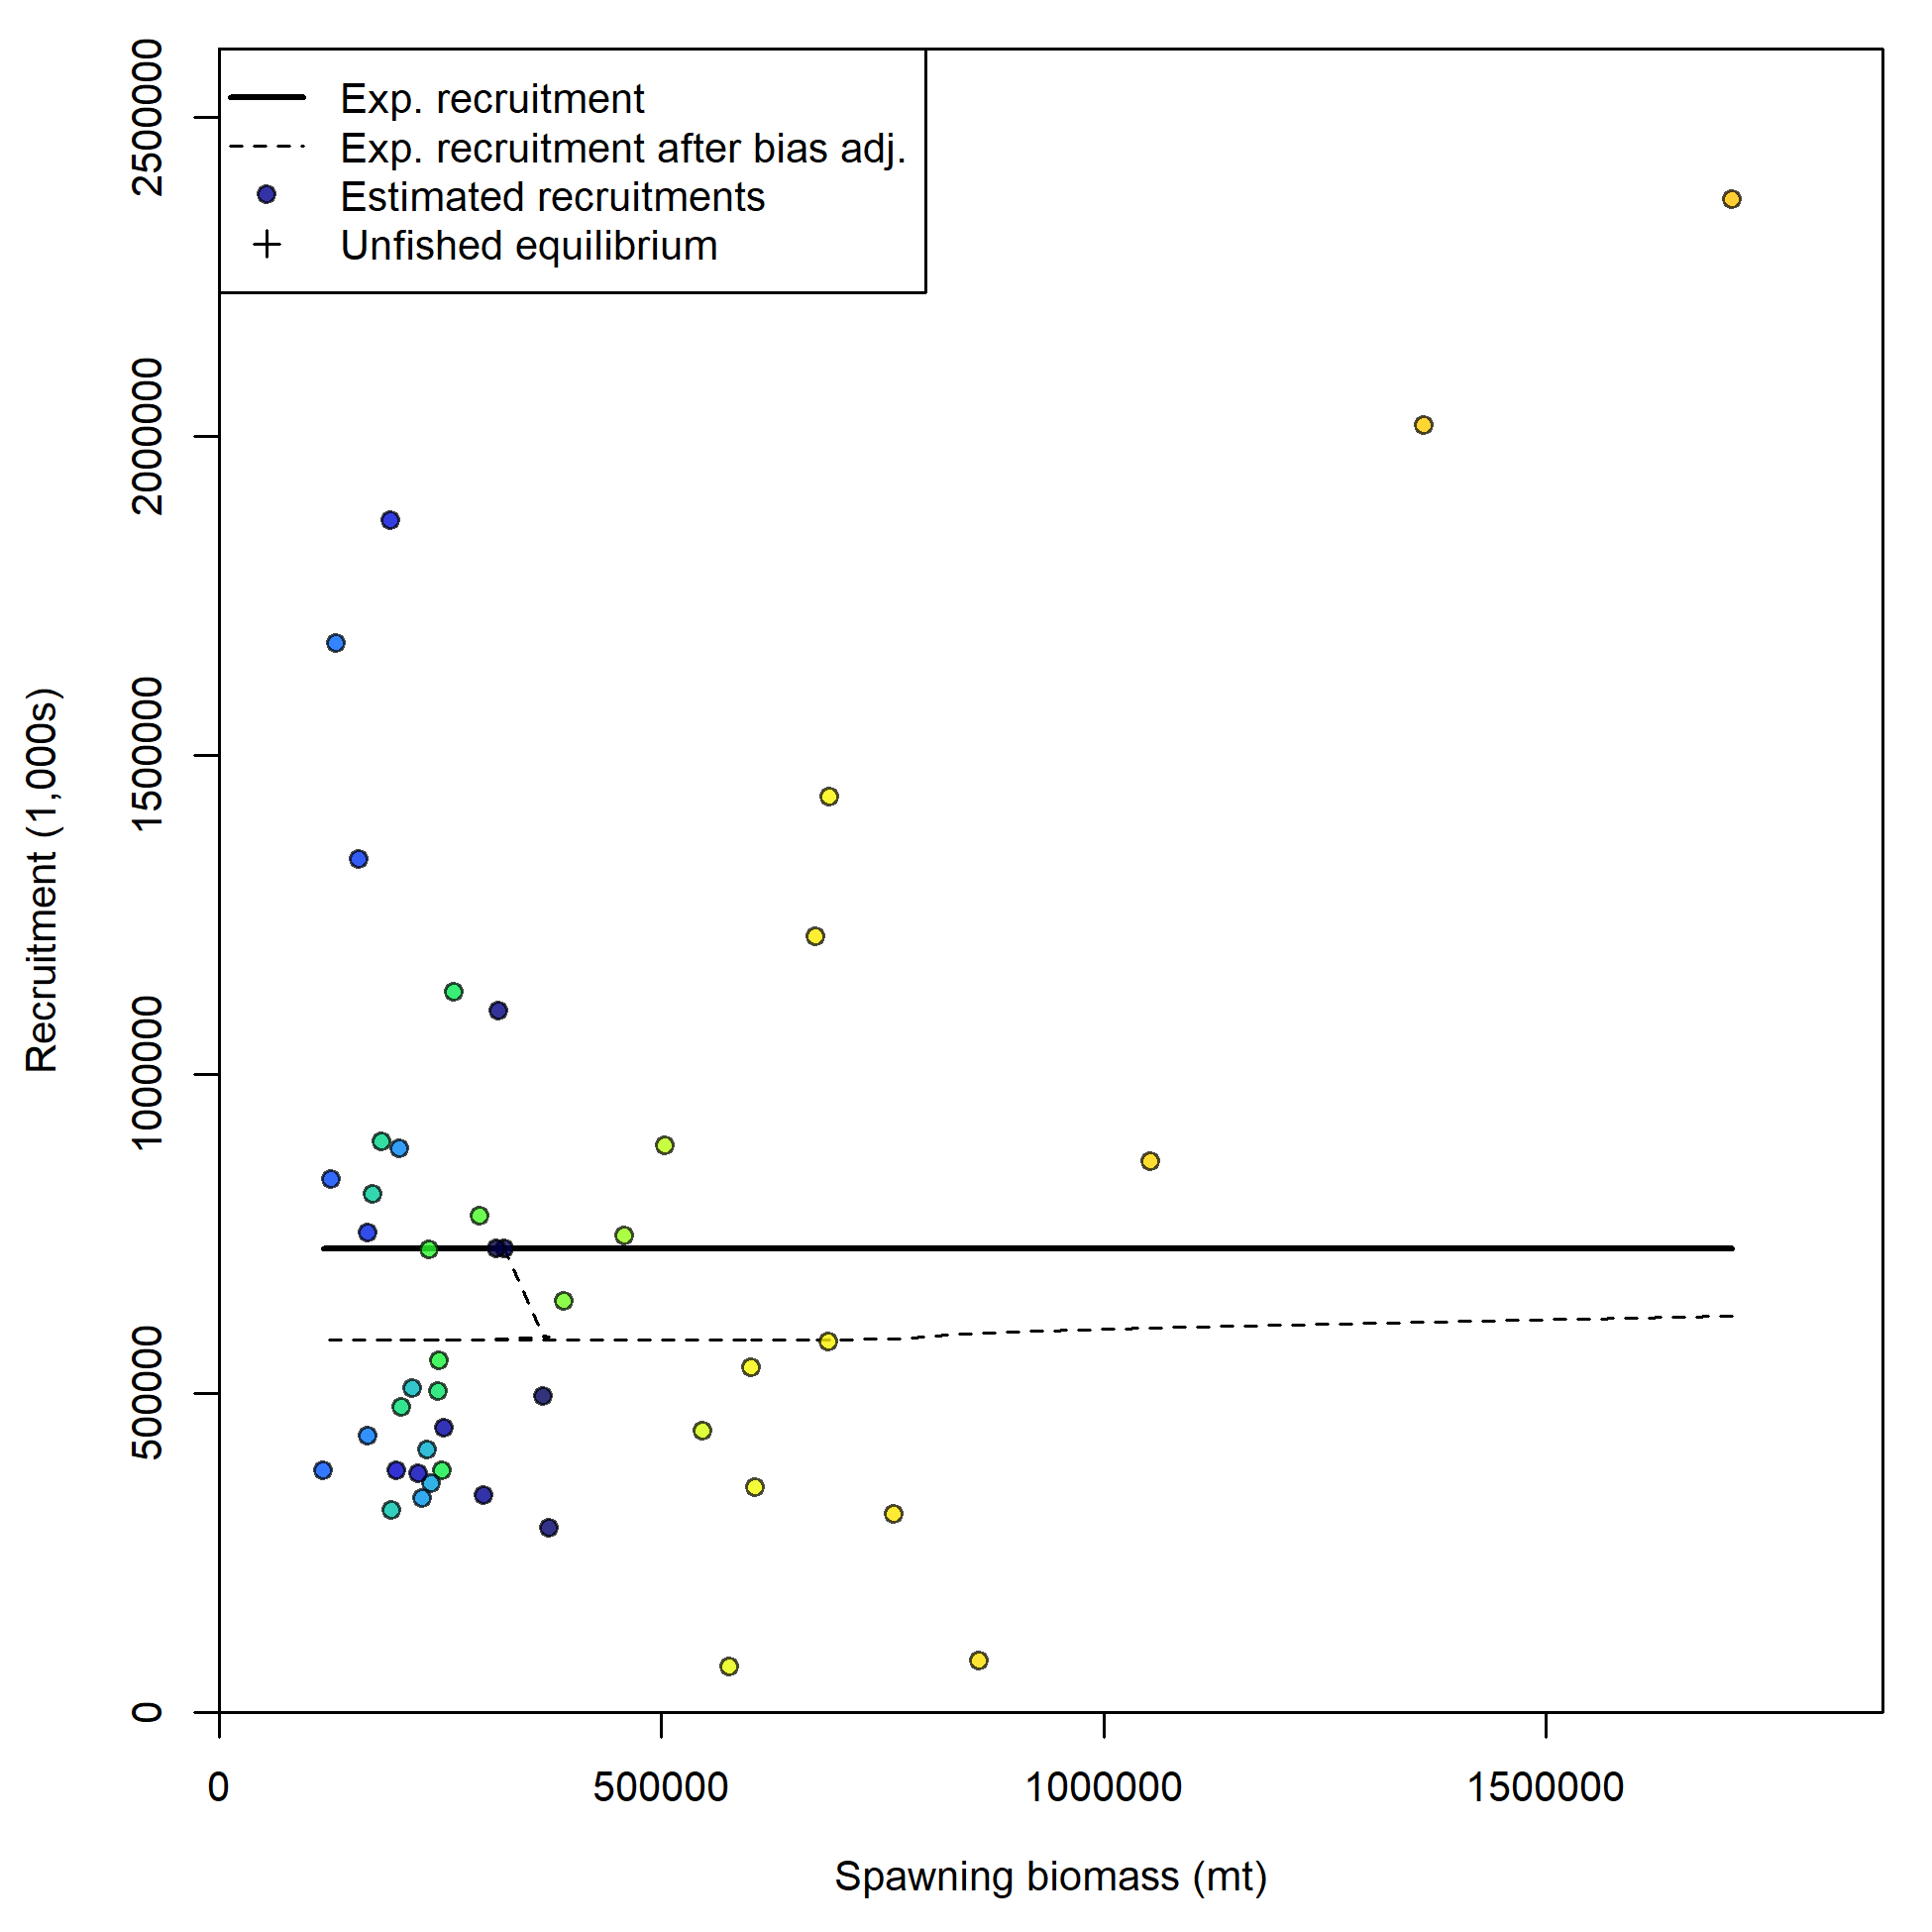 Exp. recruitment
Exp. recruitment after bias adj.
Estimated recruitments
Unfished equilibrium
Recruitment (1,000s)
2500000
2000000
1500000
1000000
500000
0
0
500000
1000000
1500000
Spawning biomass (mt)